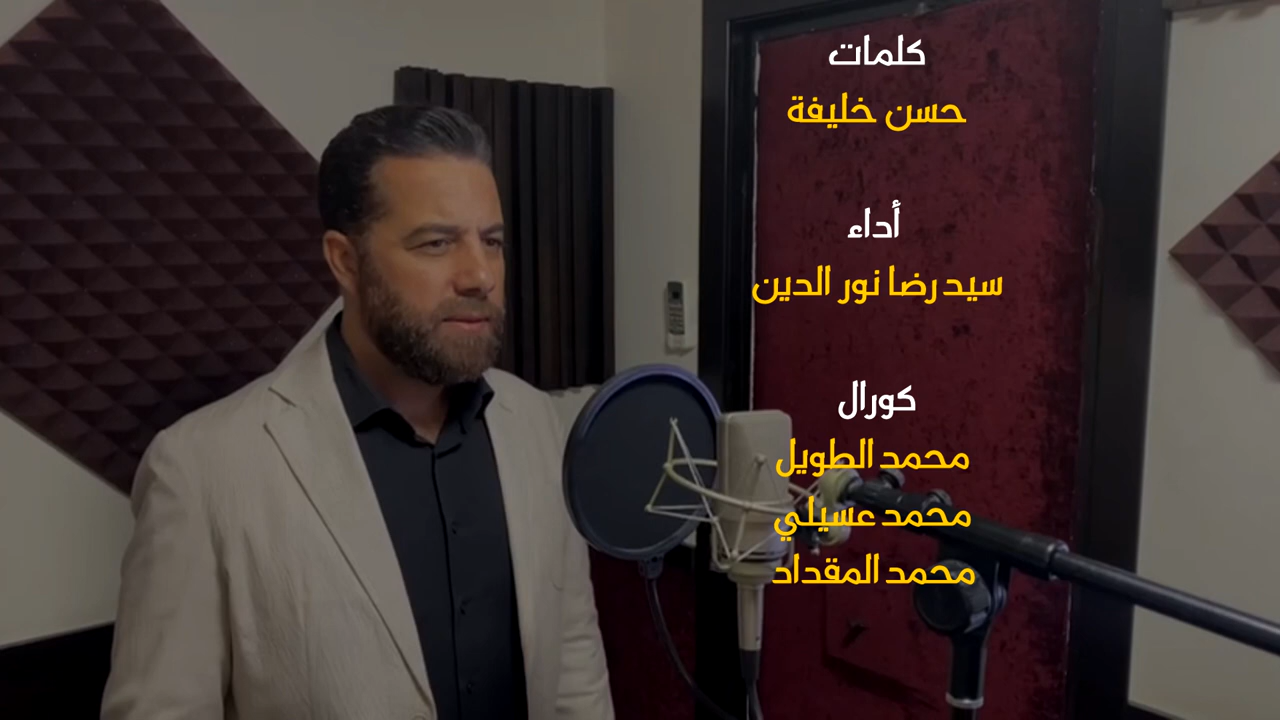 كلمات
حسن خليفة
أداء
سيد رضا نور الدين
كورال
محمد الطويل
محمد عسيلي
محمد المقداد